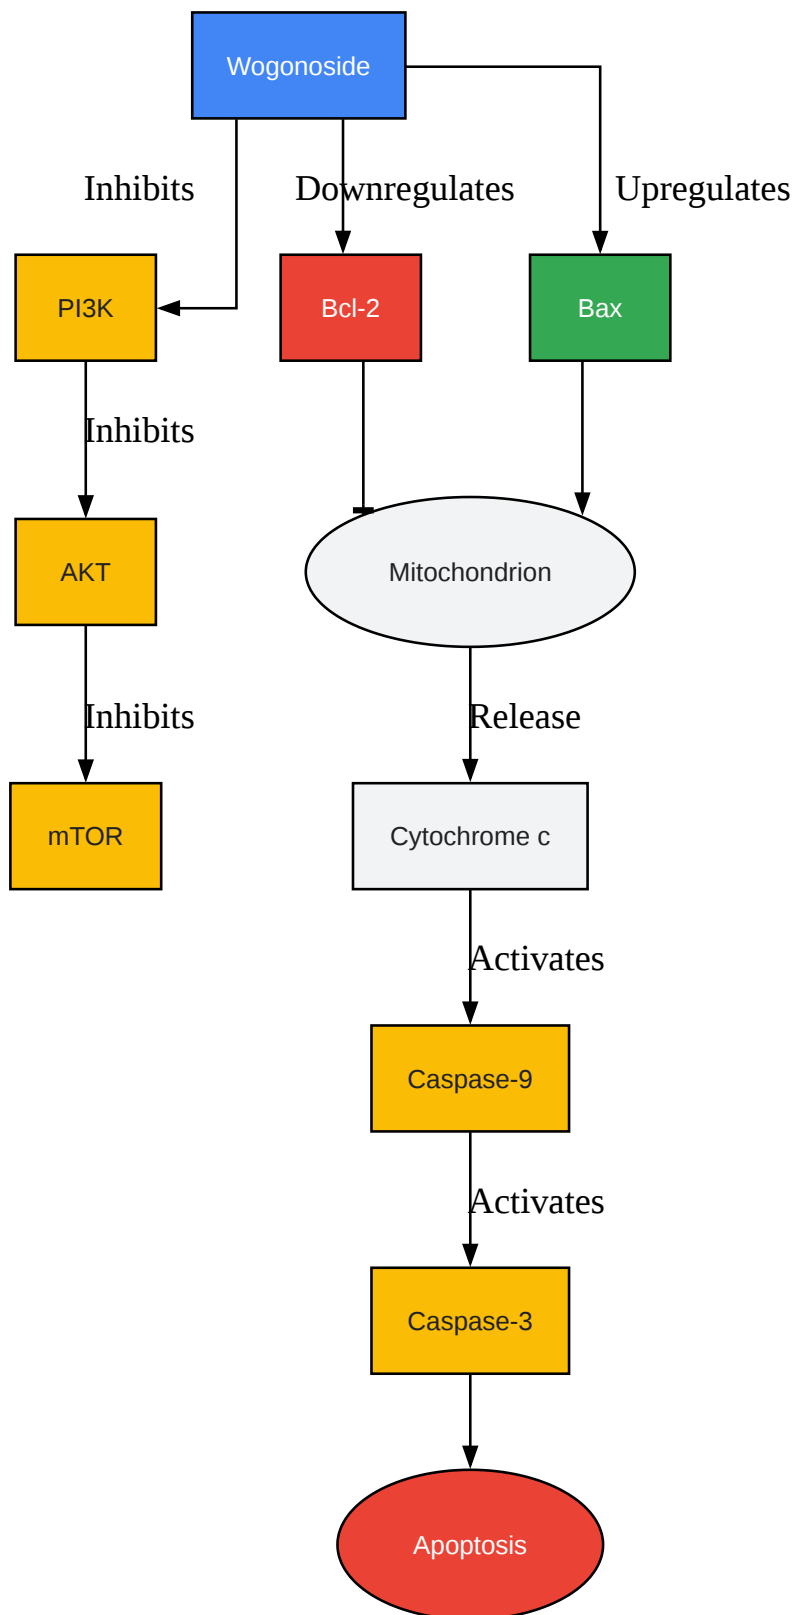 Wogonoside
Inhibits
Downregulates
Upregulates
PI3K
Bcl-2
Bax
Inhibits
AKT
Mitochondrion
Inhibits
Release
mTOR
Cytochrome c
Activates
Caspase-9
Activates
Caspase-3
Apoptosis